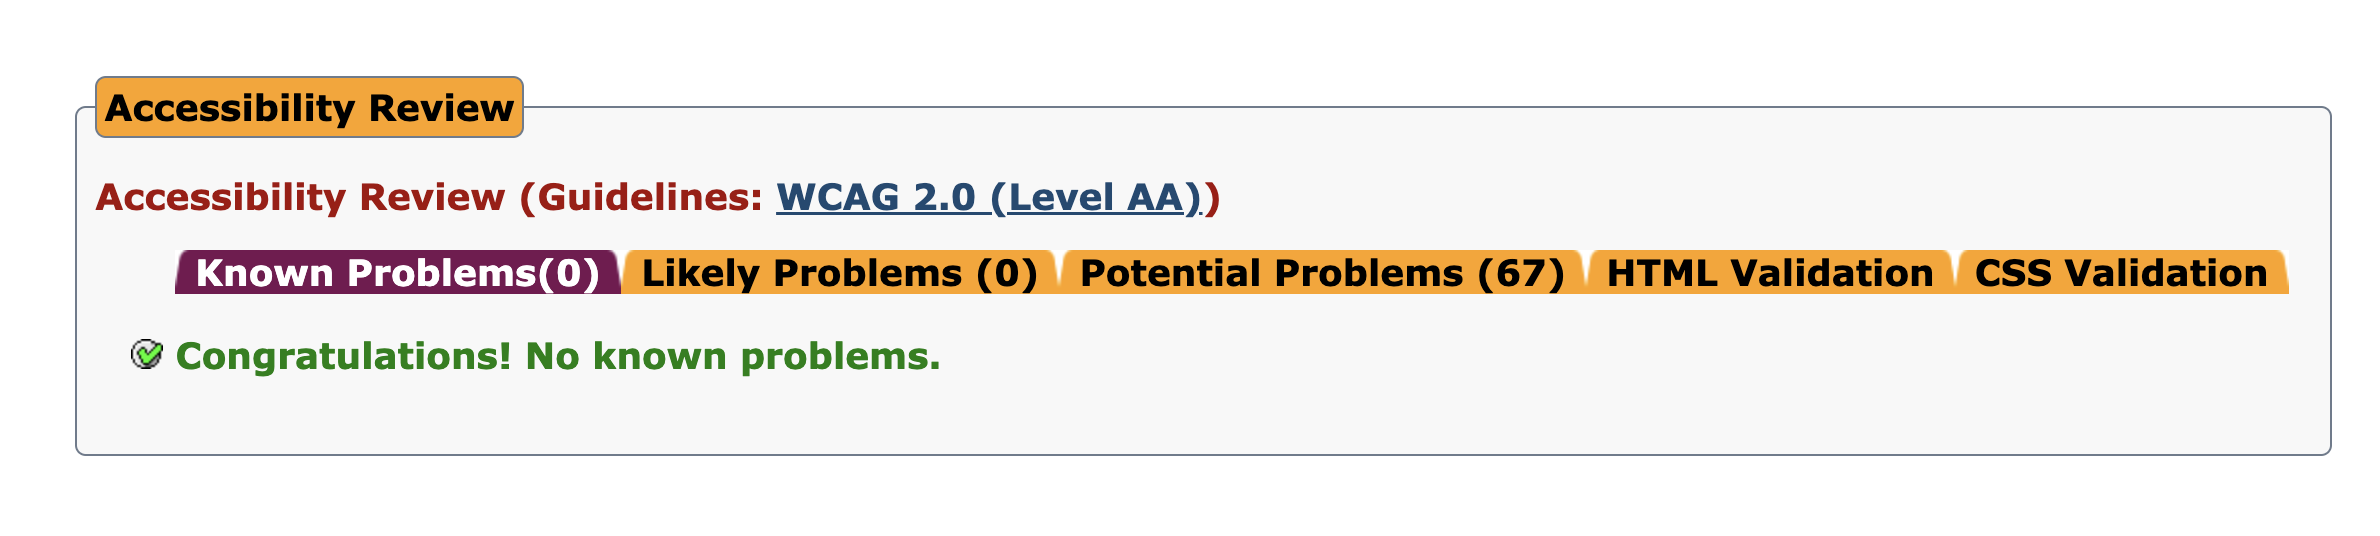 Accessibility Review
Accessibility Review (Guidelines: WCAG 2.0 (Level AA))
Known Problems(0) Likely Problems (0) Potential Problems (67) HTML Validation CSS Validation
Congratulations! No known problems.